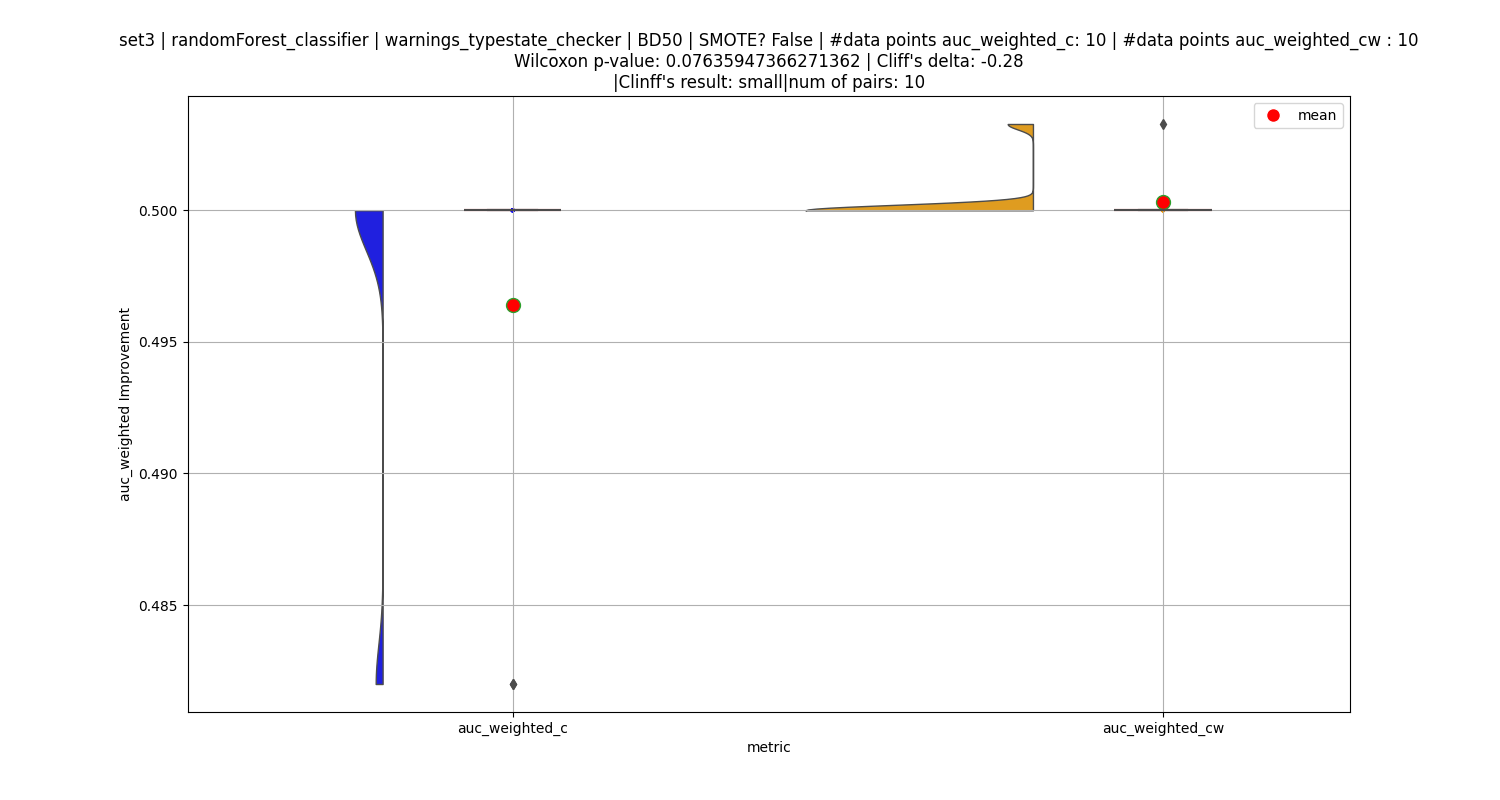 set3 | randomForest_classifier | warnings_typestate_checker | BD50 | SMOTE? False | #data points auc_weighted_c: 10 | #data points auc_weighted_cw : 10
Wilcoxon p-value: 0.07635947366271362 | Cliff's delta: -0.28
|Clinff's result: small|num of pairs: 10
mean
0.500
0.495
0.490
0.485
auc_weighted Improvement
auc_weighted_c
auc_weighted_cw
metric